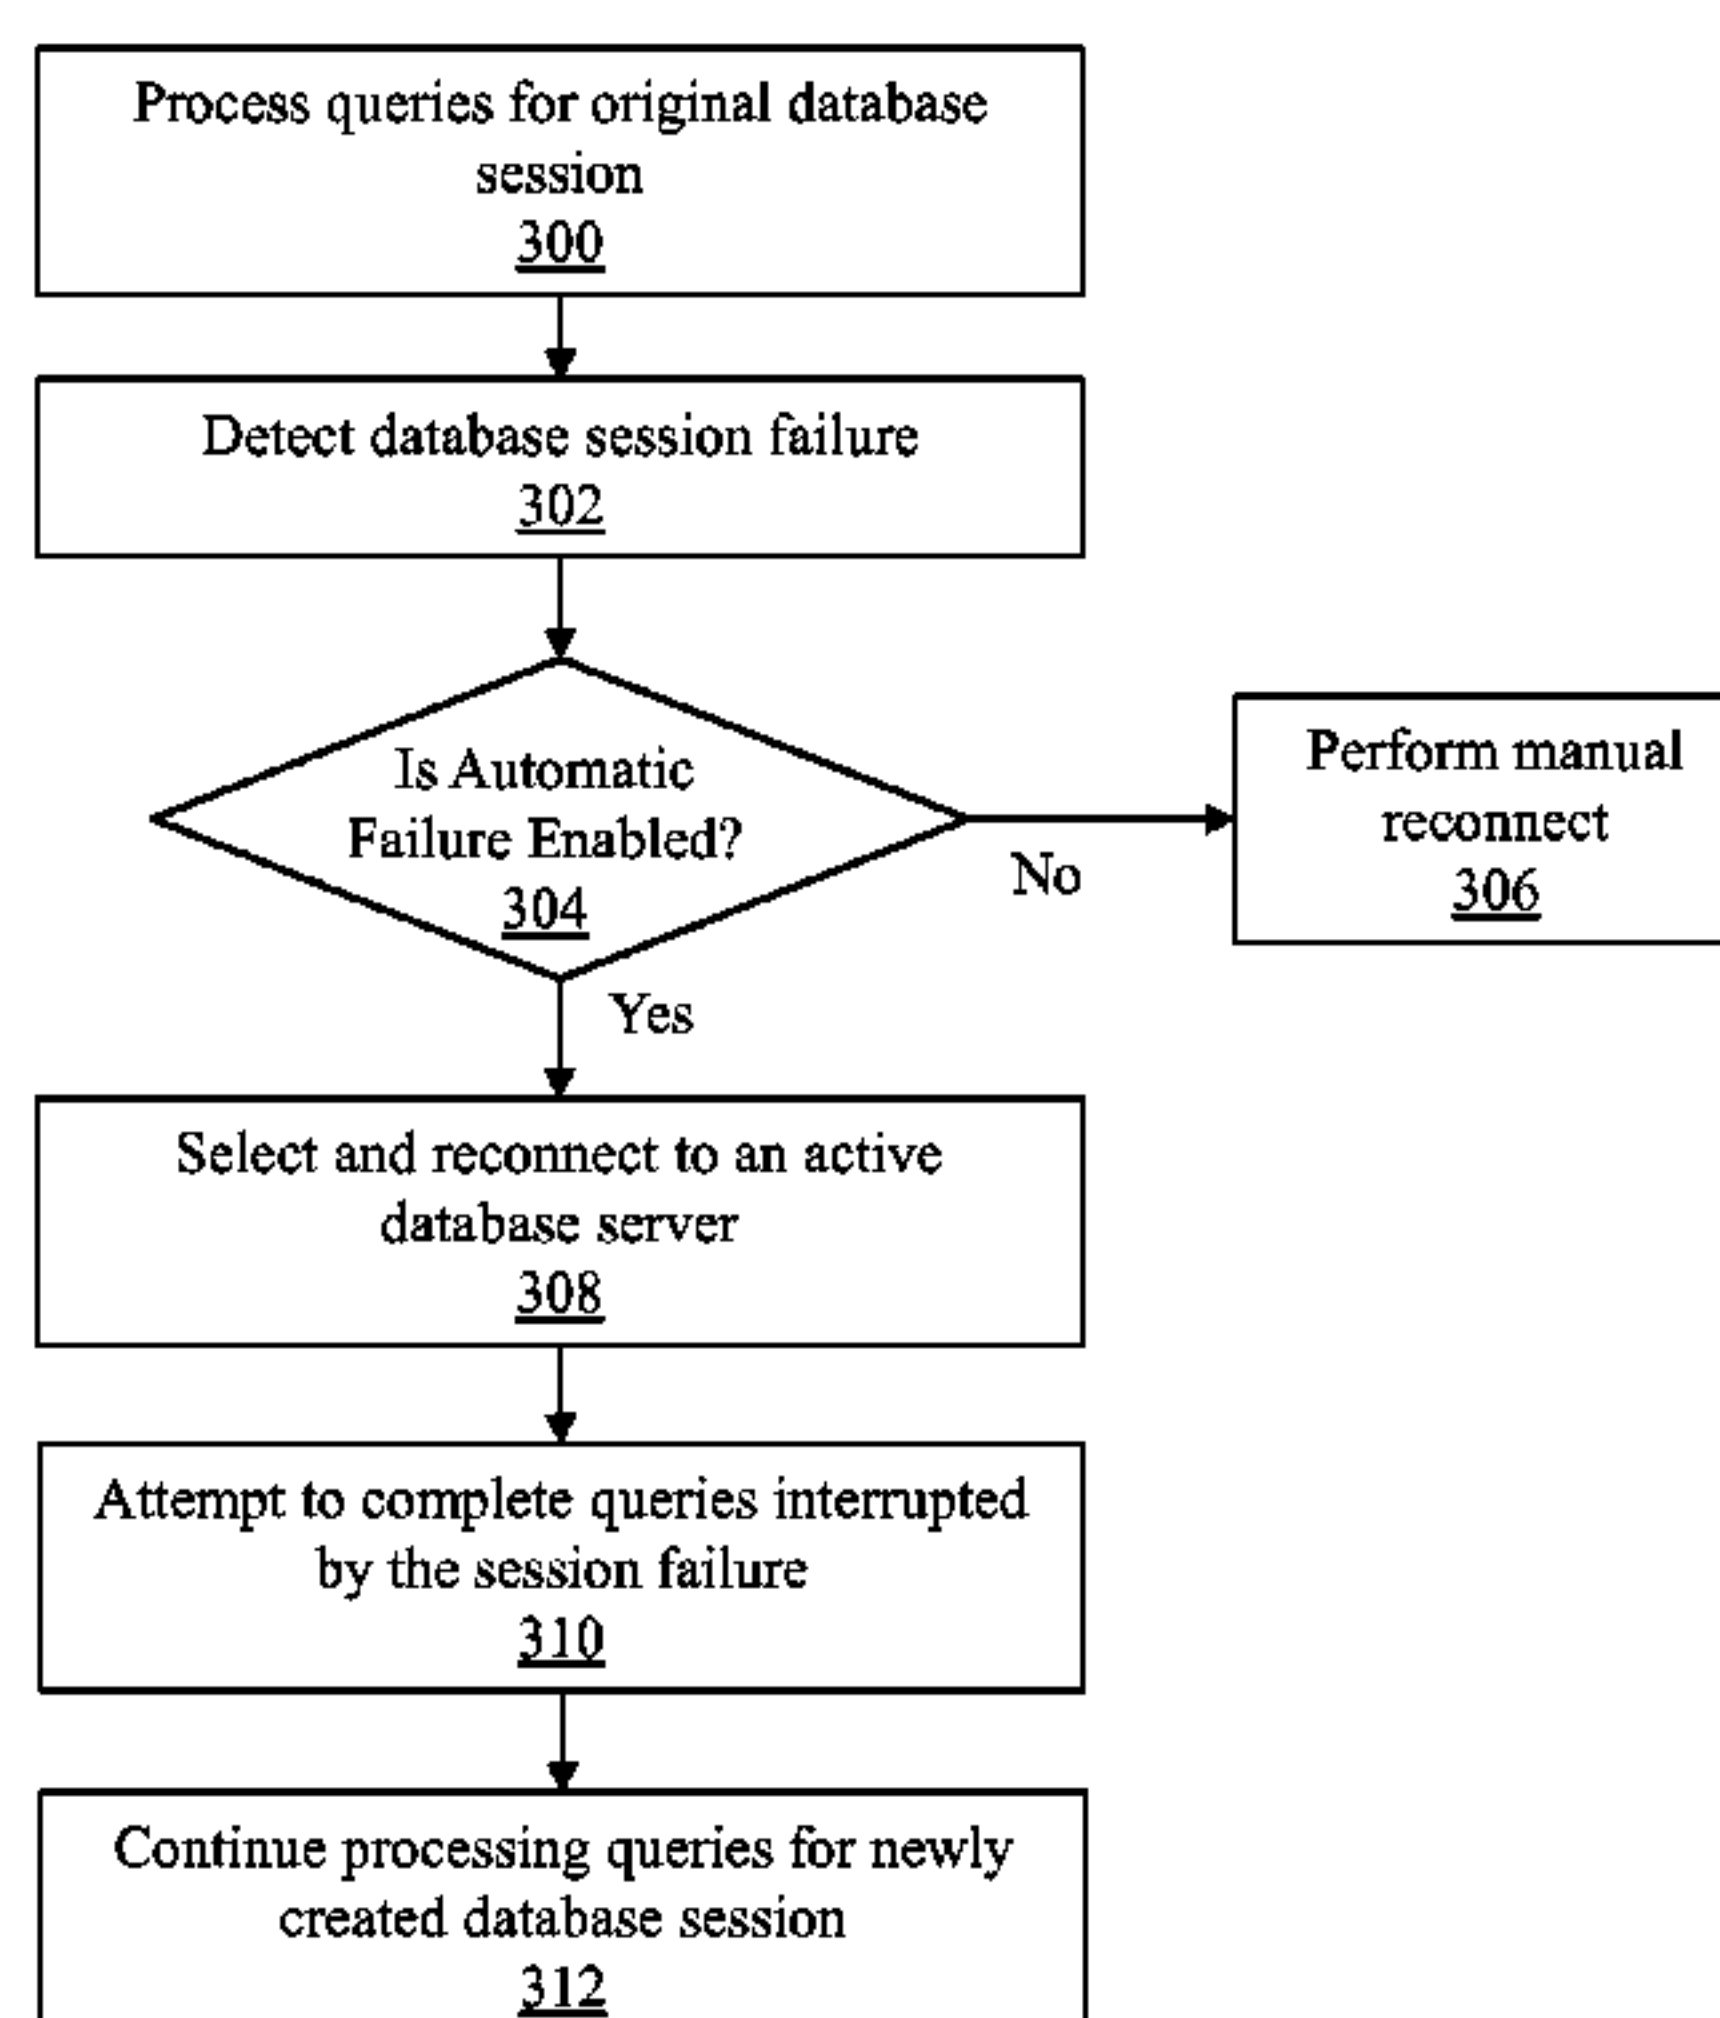 Process queries for original database
session
300
Detect database session failure
302
Is Automatic
Failure Enabled?
304
No
Perform manual
reconnect
306
Yes
Select and reconnect to an active
database server
308
Attempt to complete queries interrupted
by the session failure
310
Continue processing queries for newly
created database session
312